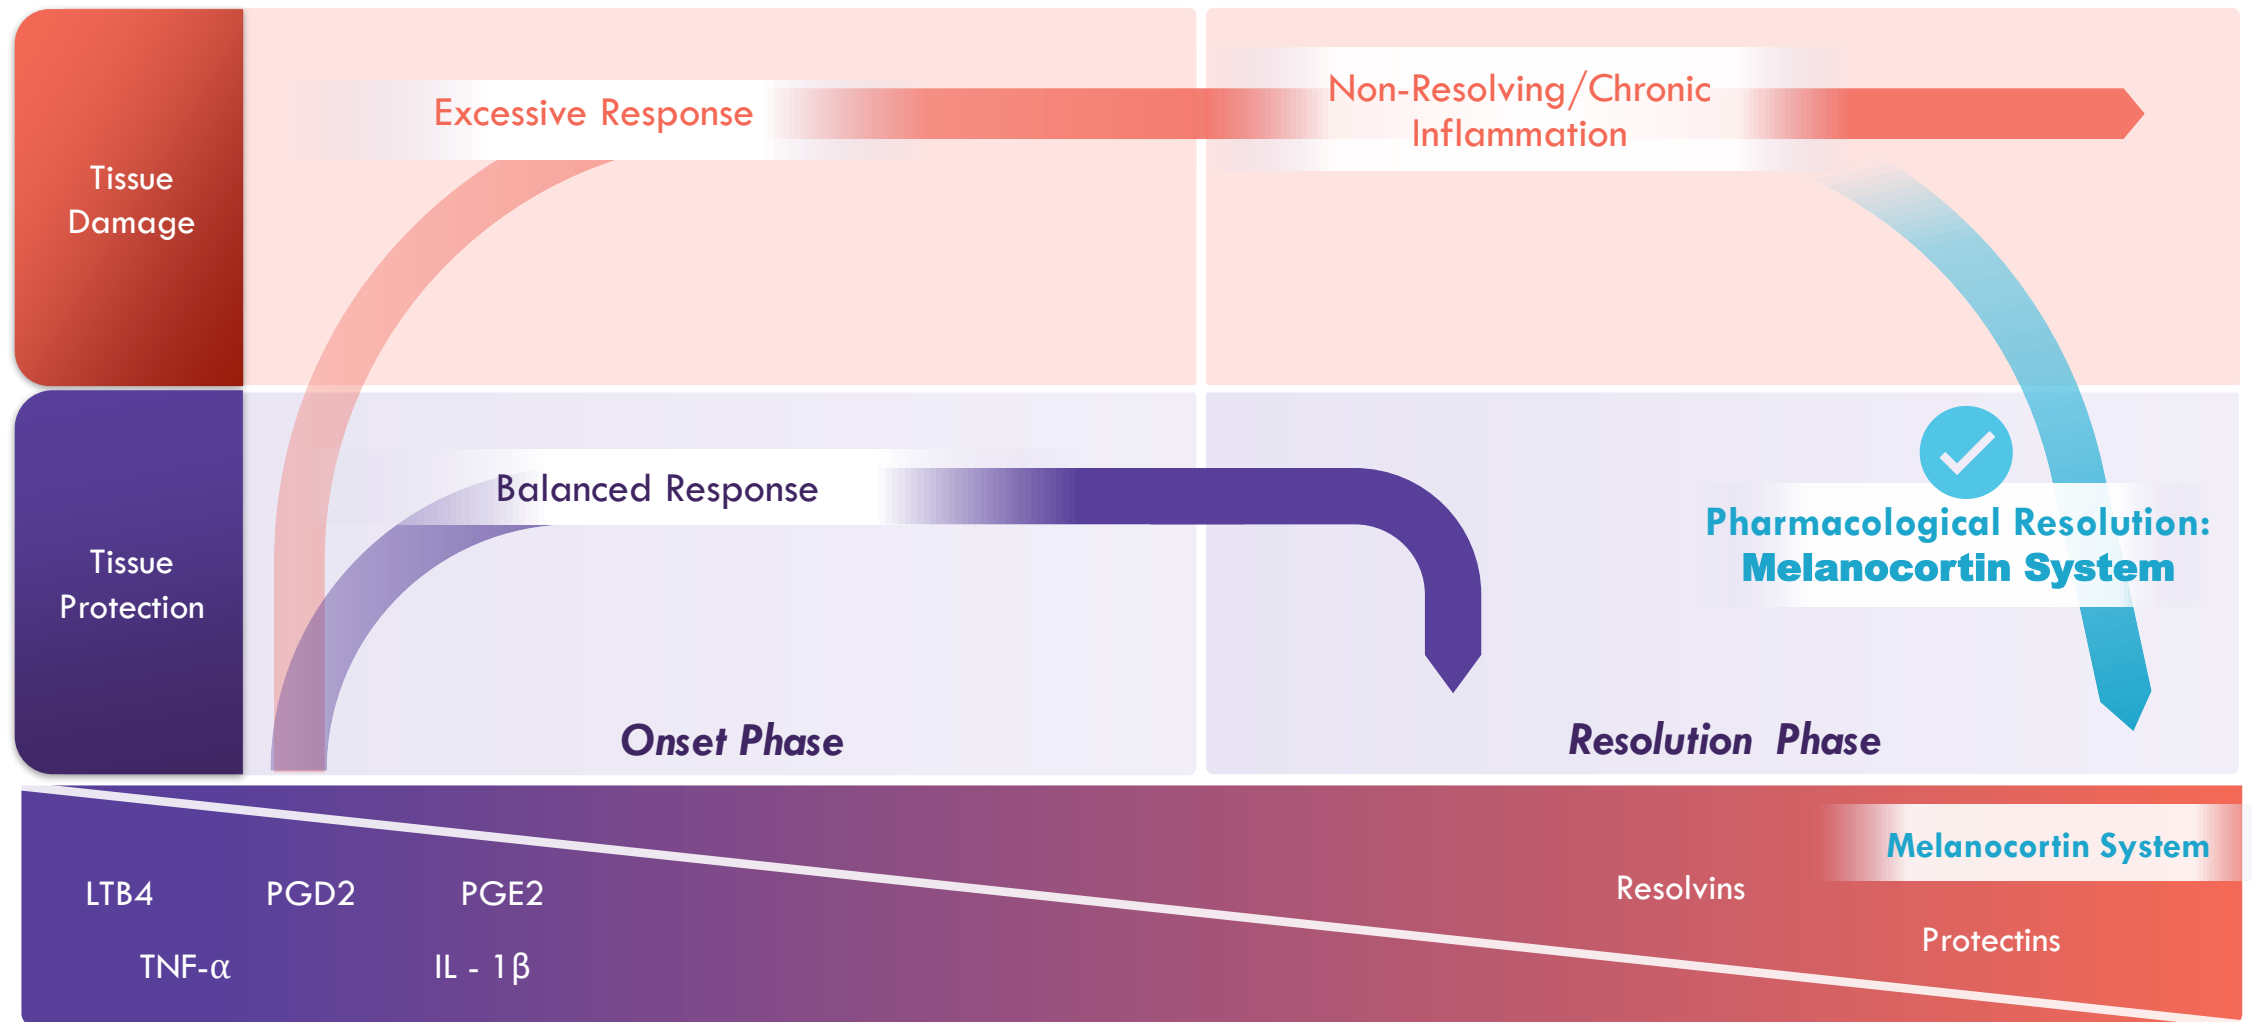 Tissue
Damage
Excessive Response
Non-Resolving/Chronic
Inflammation
Tissue
Protection
Balanced Response
Pharmacological Resolution:
Melanocortin System
Onset Phase
Resolution Phase
Melanocortin System
LTB4
PGD2
PGE2
Resolvins
Protectins
TNF-α
IL - 1β